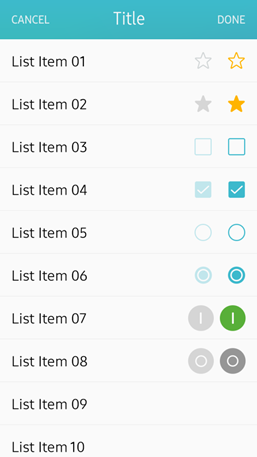 CANCEL Title DONE
List Item 01
List Item 02
List Item 03
List Item 04
List Item 05
List Item 06
List Item 07
List Item 08
List Item 09
List Item 10